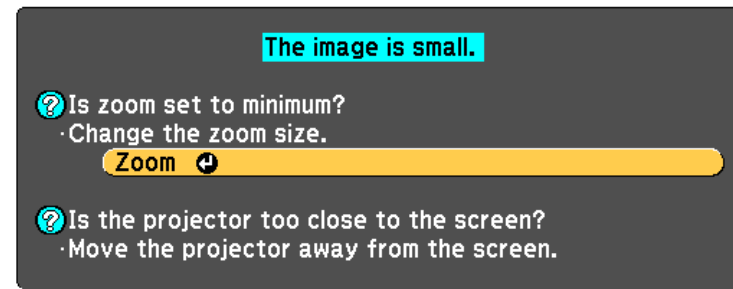 The image is small.
? Is zoom set to minimum?
·Change the zoom size.
Zoom
? Is the projector too close to the screen?
·Move the projector away from the screen.